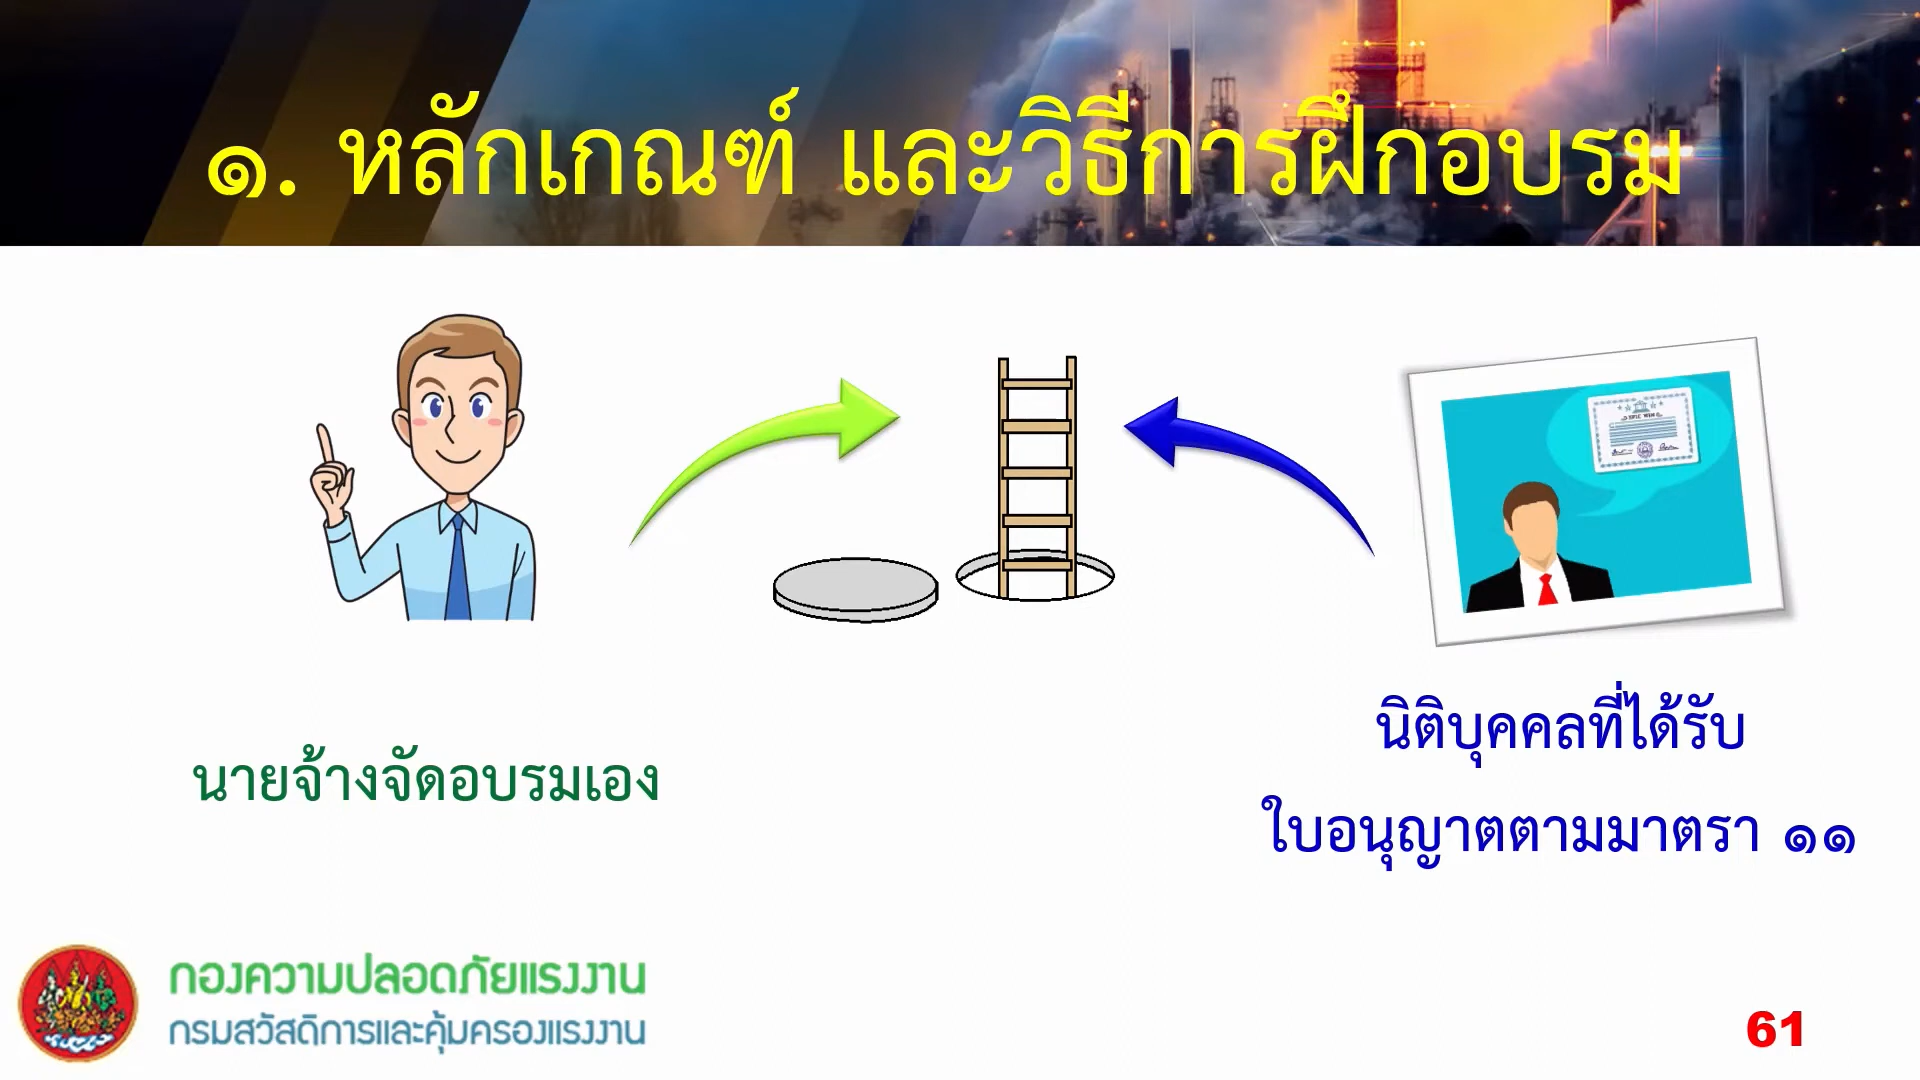 ๑. หลักเกณฑ์ และวิธีการฝึกอบรม
นายจ้างจัดอบรมเอง
นิติบุคคลที่ได้รับ
ใบอนุญาตตามมาตรา ๑๑
กองความปลอดภัยแรงงาน
กรมสวัสดิการและคุ้มครองแรงงาน
61